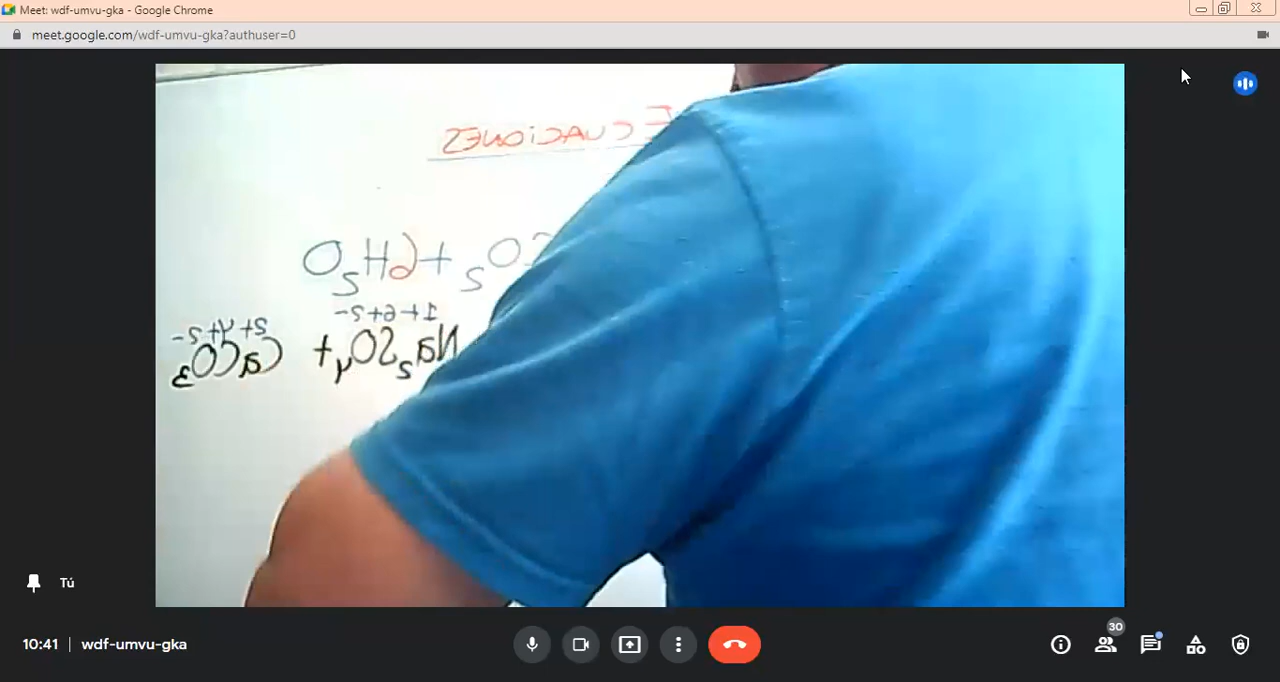 Meet: wdf-umvu-gka - Google Chrome
meet.google.com/wdf-umvu-gka?authuser=0
ECUACIONES
O₂ + 6H₂O
1+ 6+ 2-
2+ 4+ 2-
Na₂SO₄ + CaCO₃
Tú
10:41 | wdf-umvu-gka
30